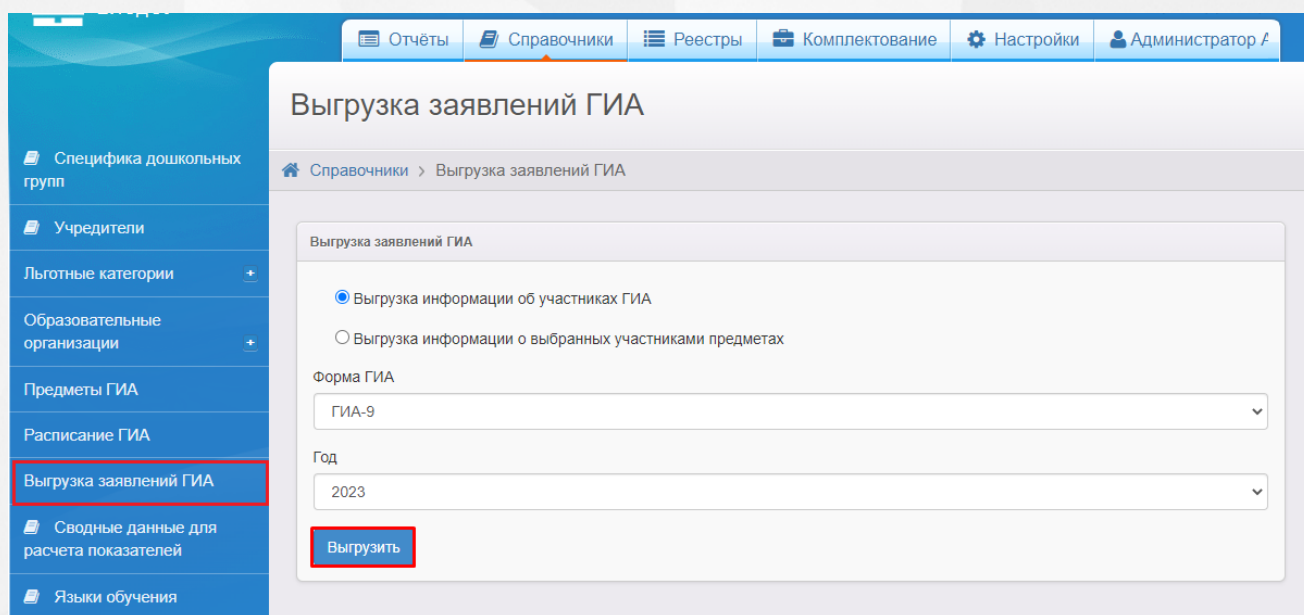 Отчёты
Справочники
Реестры
Комплектование
Настройки
Администратор А
Выгрузка заявлений ГИА
Справочники > Выгрузка заявлений ГИА
Специфика дошкольных
групп
Учредители
Льготные категории
Образовательные
организации
Предметы ГИА
Расписание ГИА
Выгрузка заявлений ГИА
Сводные данные для
расчета показателей
Языки обучения
Выгрузка заявлений ГИА
Выгрузка информации об участниках ГИА
Выгрузка информации о выбранных участниками предметах
Форма ГИА
ГИА-9
Год
2023
Выгрузить